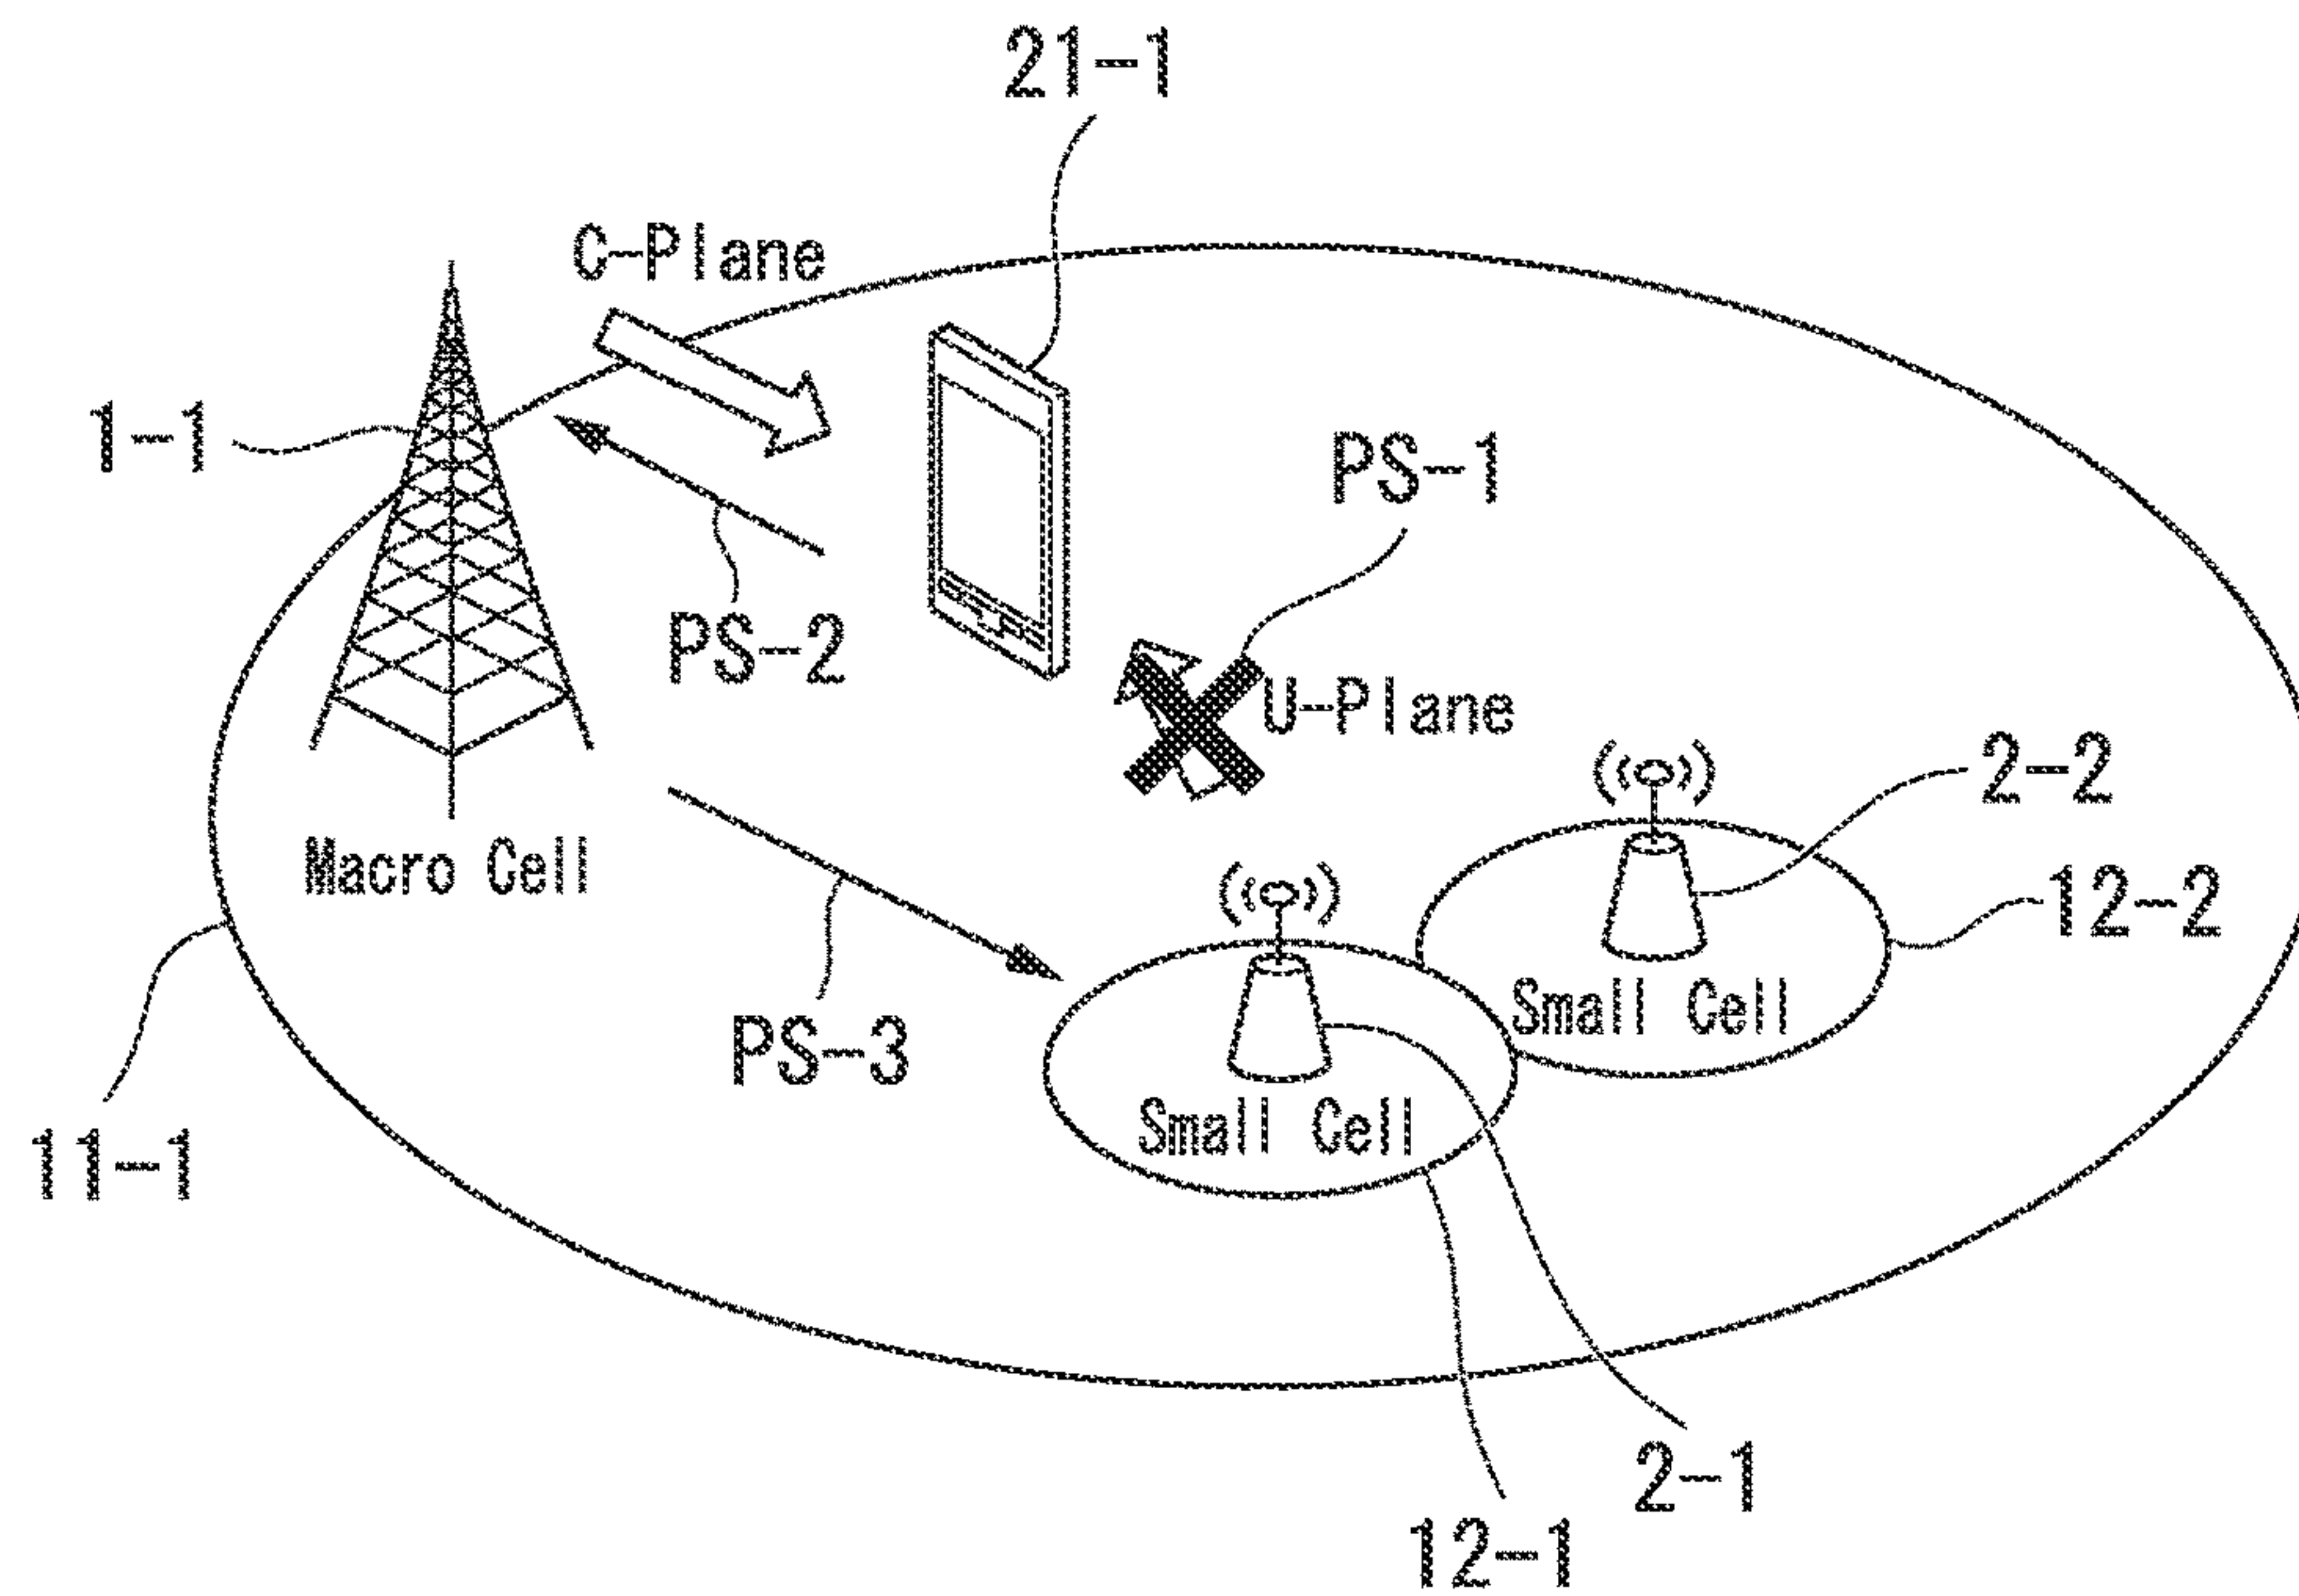 21-1
C-Plane
1-1
PS-1
PS-2
U-Plane
2-2
Macro Cell
12-2
Small Cell
PS-3
Small Cell
11-1
2-1
12-1